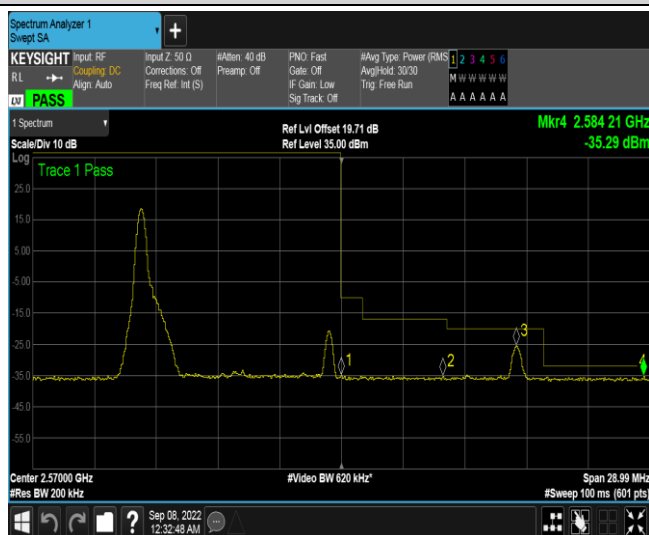 Spectrum Analyzer 1
Swept SA
KEYSIGHT
RL
LXI PASS
Input: RF
Coupling: DC
Align: Auto
Input Z: 50 Ω
Corrections: Off
Freq Ref: Int (S)
#Atten: 40 dB
Preamp: Off
PNO: Fast
Gate: Off
IF Gain: Low
Sig Track: Off
#Avg Type: Power (RMS
Avg|Hold: 30/30
Trig: Free Run
1 2 3 4 5 6
M W W W W W
A A A A A A
1 Spectrum
Scale/Div 10 dB
Ref Lvl Offset 19.71 dB
Ref Level 35.00 dBm
Mkr4 2.584 21 GHz
-35.29 dBm
Log
Trace 1 Pass
25.0
15.0
5.00
-5.00
-15.0
-25.0
-35.0
-45.0
-55.0
1
2
3
4
Center 2.57000 GHz
#Res BW 200 kHz
#Video BW 620 kHz*
Span 28.99 MHz
#Sweep 100 ms (601 pts)
?
Sep 08, 2022
12:32:48 AM